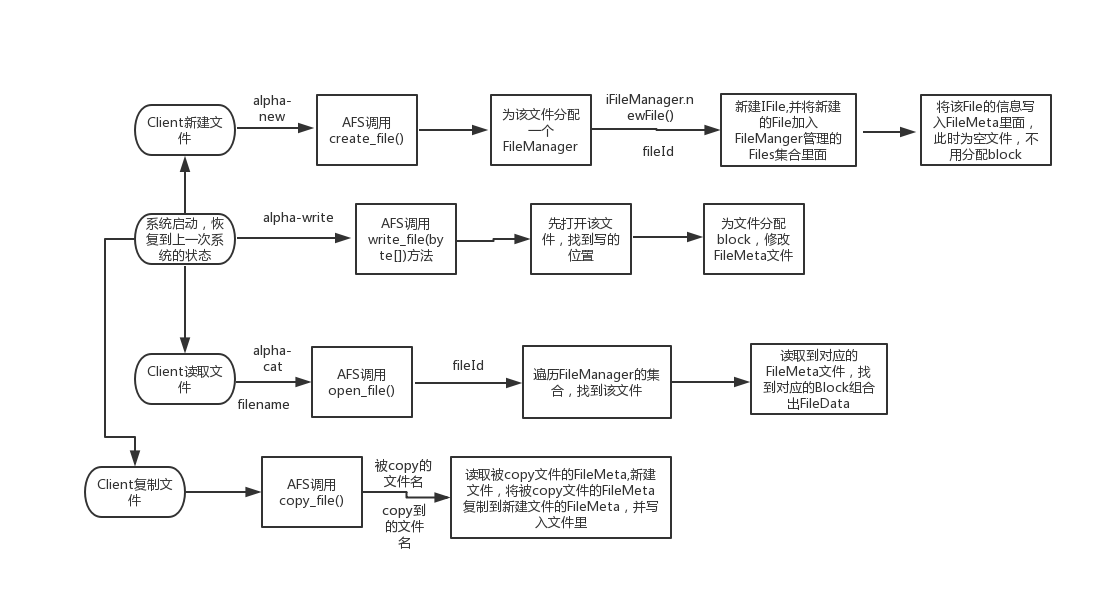 Client新建文
件
alpha-
new
AFS调用
create_file()
为该文件分配
一个
FileManager
iFileManager.n
ewFile()
fileId
新建IFile,并将新建
的File加入
FileManger管理的
Files集合里面
将该File的信息写
入FileMeta里面，
此时为空文件，不
用分配block
系统启动，恢
复到上一次系
统的状态
alpha-write
AFS调用
write_file(by
te[])方法
先打开该文
件，找到写的
位置
为文件分配
block，修改
FileMeta文件
Client读取文
件
alpha-
cat
filename
AFS调用
open_file()
fileId
遍历FileManager的集
合，找到该文件
读取到对应的
FileMeta文件，找
到对应的Block组合
出FileData
Client复制文
件
AFS调用
copy_file()
被copy的
文件名
copy到
的文件
名
读取被copy文件的FileMeta,新建
文件，将被copy文件的FileMeta
复制到新建文件的FileMeta，并写
入文件里